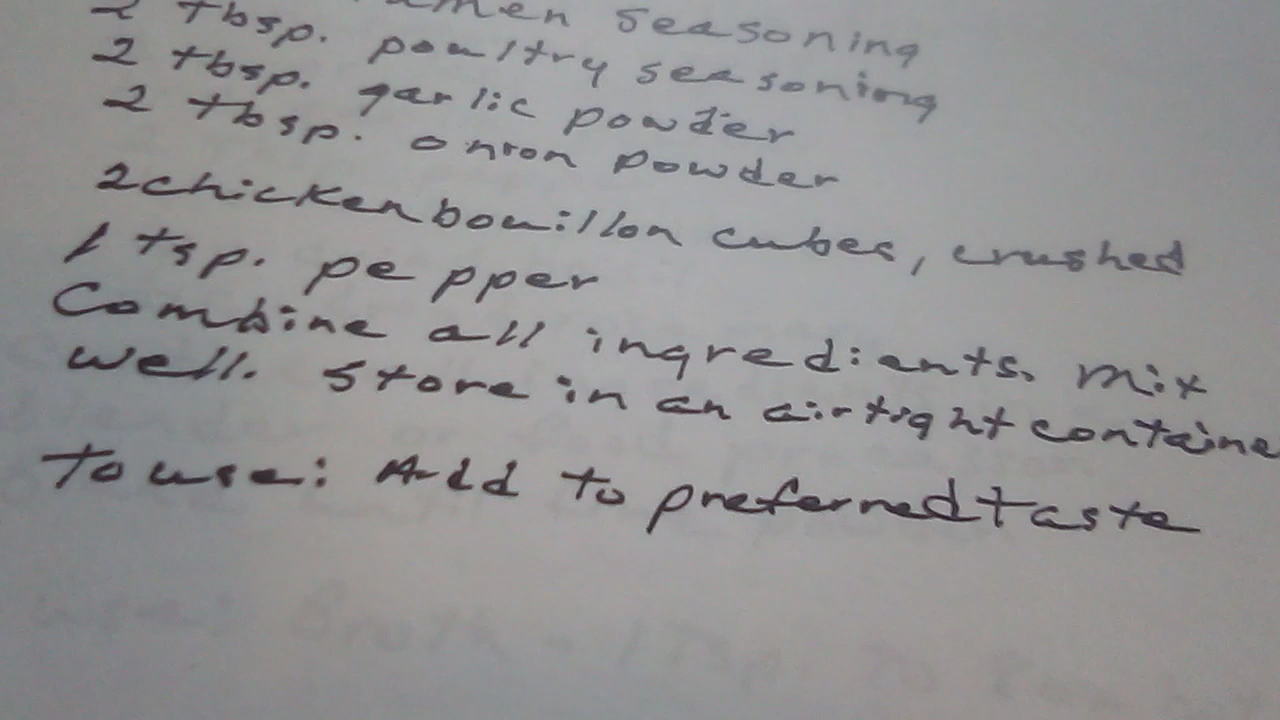 seasoning
2 tbsp. poultry seasoning
2 tbsp. garlic powder
2 tbsp. onion powder
2 chicken bouillon cubes, crushed
1 tsp. pepper
Combine all ingredients. Mix
well. Store in an airtight containe
To use: Add to preferred taste